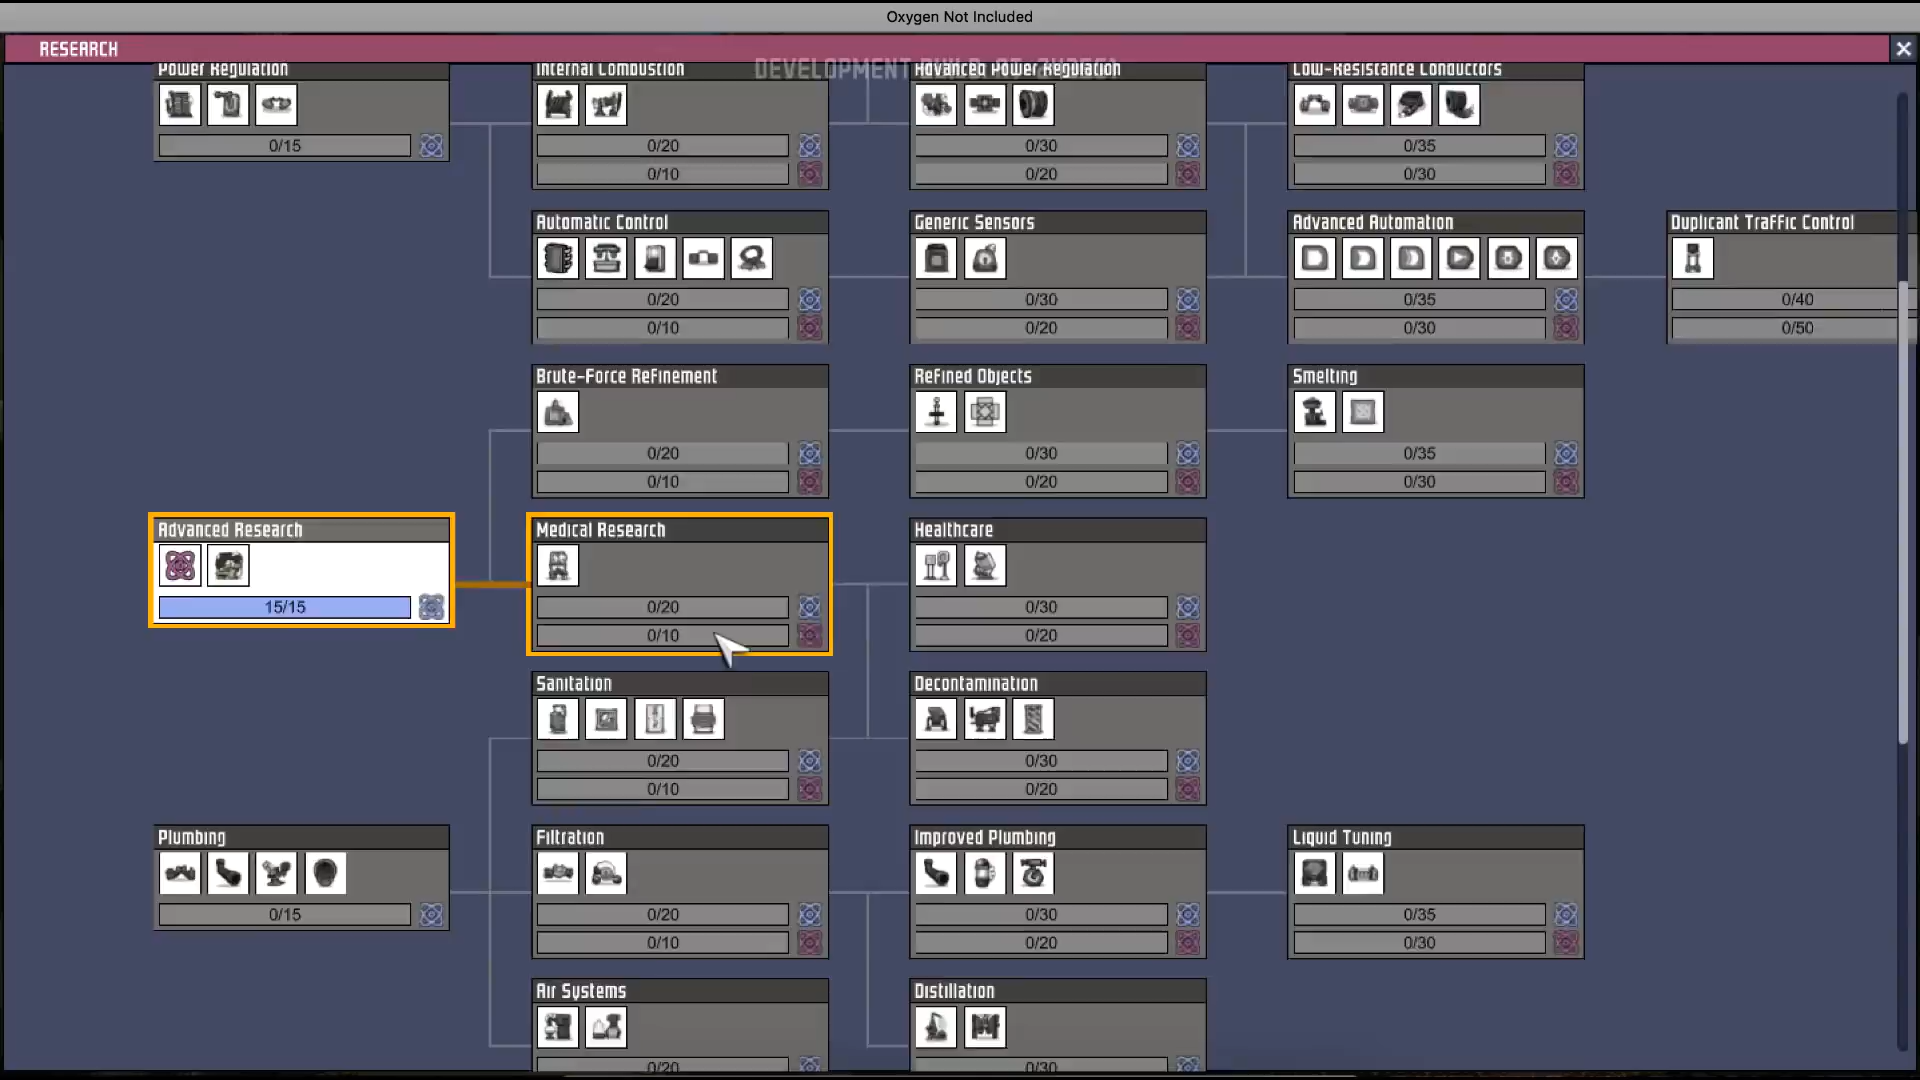 Oxygen Not Included
RESEARCH
DEVELOPMENT
Power Regulation
Internal Combustion
Advanced Power Regulation
Low-Resistance Conductors
0/15
0/20
0/30
0/35
0/10
0/20
0/30
Automatic Control
Generic Sensors
Advanced Automation
Duplicant Traffic Control
0/20
0/30
0/35
0/40
0/10
0/20
0/30
0/50
Brute-Force Refinement
Refined Objects
Smelting
0/20
0/30
0/35
0/10
0/20
0/30
Advanced Research
Medical Research
Healthcare
15/15
0/20
0/30
0/10
0/20
Sanitation
Decontamination
0/20
0/30
0/10
0/20
Plumbing
Filtration
Improved Plumbing
Liquid Tuning
0/15
0/20
0/30
0/35
0/10
0/20
0/30
Air Systems
Distillation
0/20
0/30